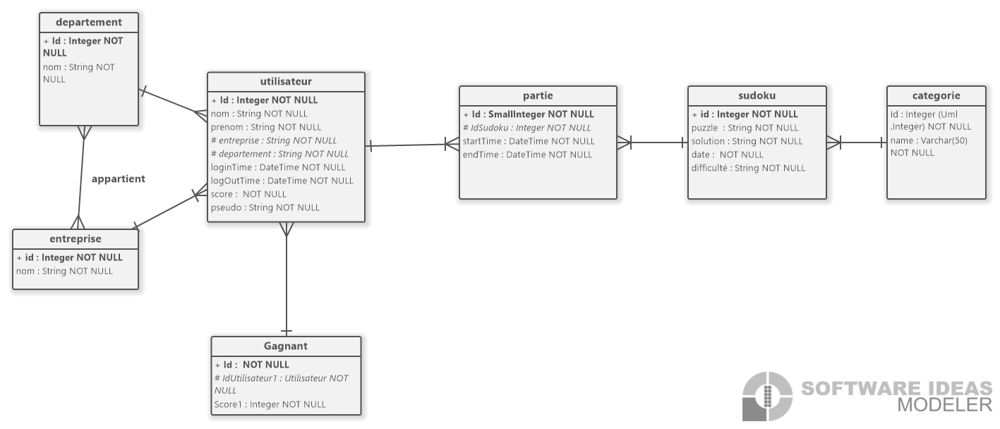 departement
+ Id : Integer NOT
NULL
nom : String NOT
NULL
utilisateur
+ Id : Integer NOT NULL
nom : String NOT NULL
prenom : String NOT NULL
# entreprise : String NOT NULL
# departement : String NOT NULL
loginTime : DateTime NOT NULL
logOutTime : DateTime NOT NULL
score :  NOT NULL
pseudo : String NOT NULL
partie
+ Id : SmallInteger NOT NULL
# IdSudoku : Integer NOT NULL
startTime : DateTime NOT NULL
endTime : DateTime NOT NULL
sudoku
+ id : Integer NOT NULL
puzzle  : String NOT NULL
solution : String NOT NULL
date :  NOT NULL
difficulté : String NOT NULL
categorie
Id : Integer (Uml
.Integer) NOT NULL
name : Varchar(50)
NOT NULL
appartient
entreprise
+ id : Integer NOT NULL
nom : String NOT NULL
Gagnant
+ Id :  NOT NULL
# IdUtilisateur1 : Utilisateur NOT
NULL
Score1 : Integer NOT NULL
SOFTWARE IDEAS
MODELER